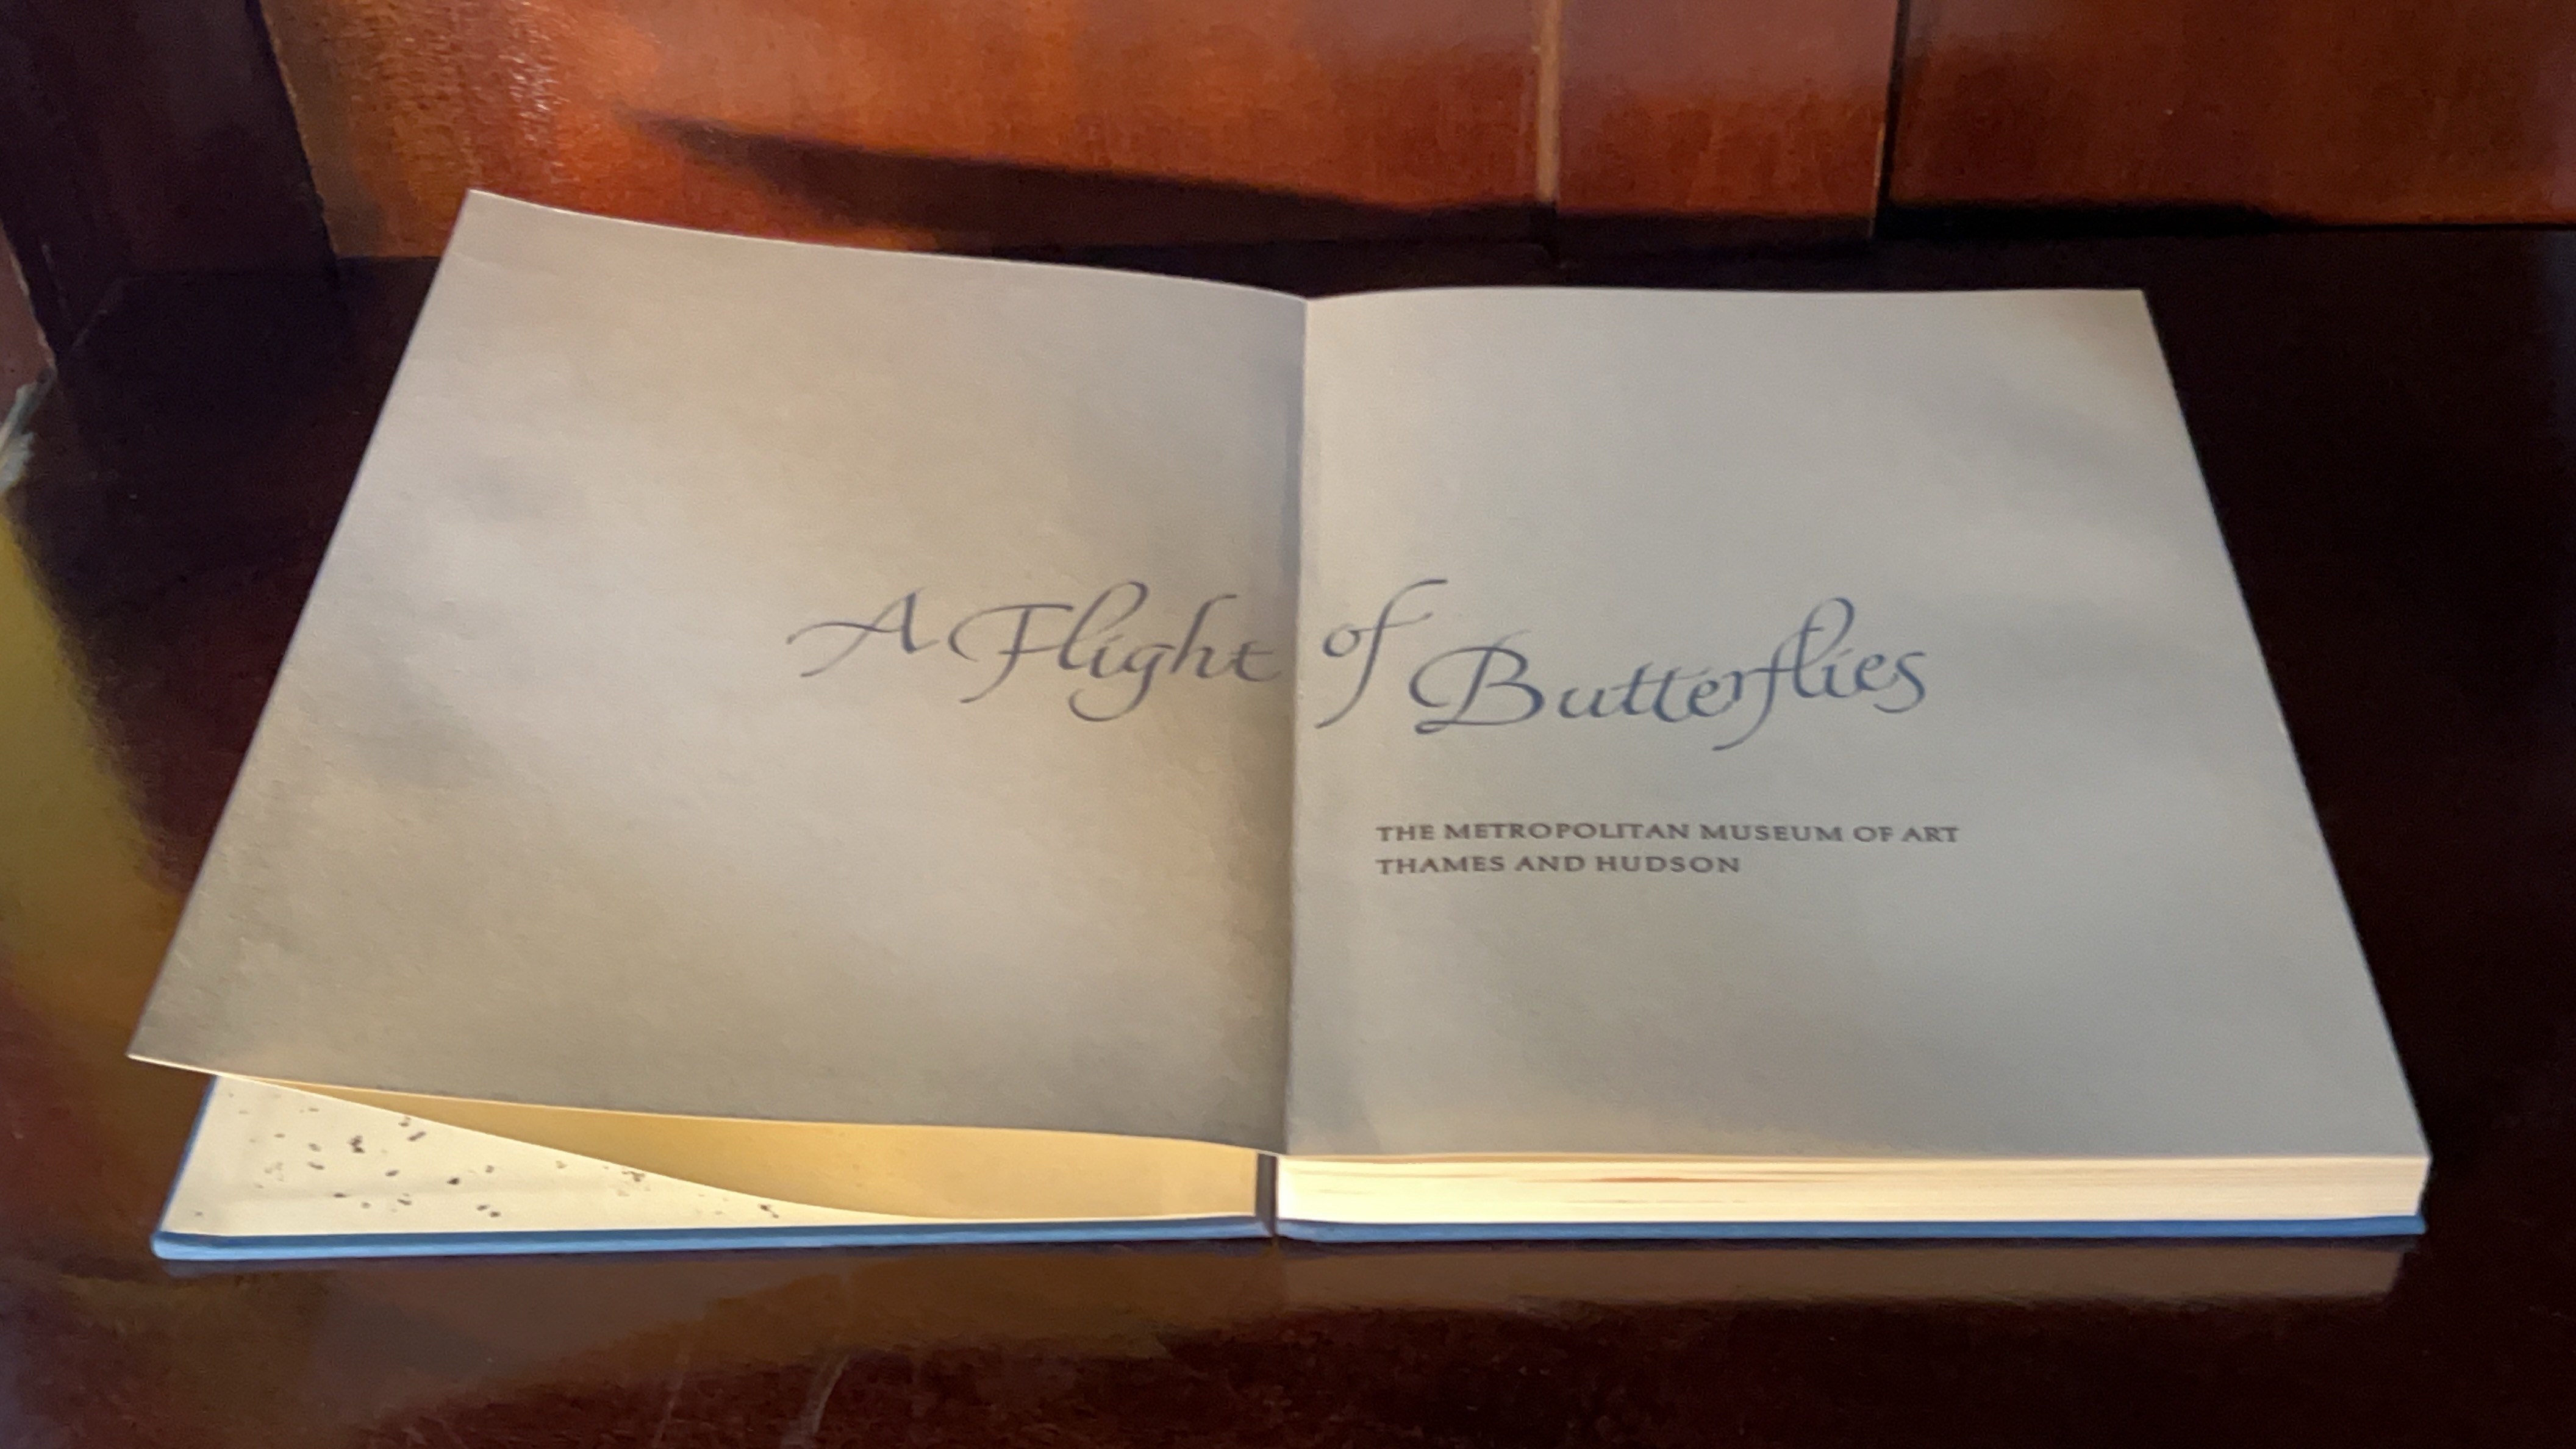 A Flight of Butterflies
THE METROPOLITAN MUSEUM OF ART
THAMES AND HUDSON